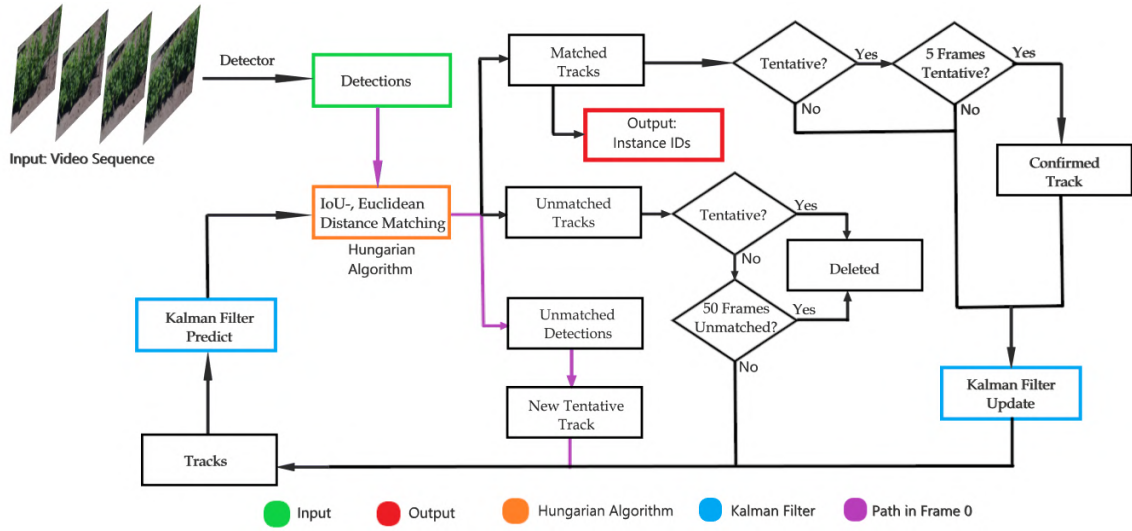 Input: Video Sequence
Detector
Detections
IoU-, Euclidean
Distance Matching
Hungarian
Algorithm
Kalman Filter
Predict
Tracks
Matched
Tracks
Output:
Instance IDs
Unmatched
Tracks
Unmatched
Detections
New Tentative
Track
Tentative?
Yes
No
5 Frames
Tentative?
Yes
No
Confirmed
Track
Tentative?
Yes
No
Deleted
50 Frames
Unmatched?
Yes
No
Kalman Filter
Update
Input
Output
Hungarian Algorithm
Kalman Filter
Path in Frame 0